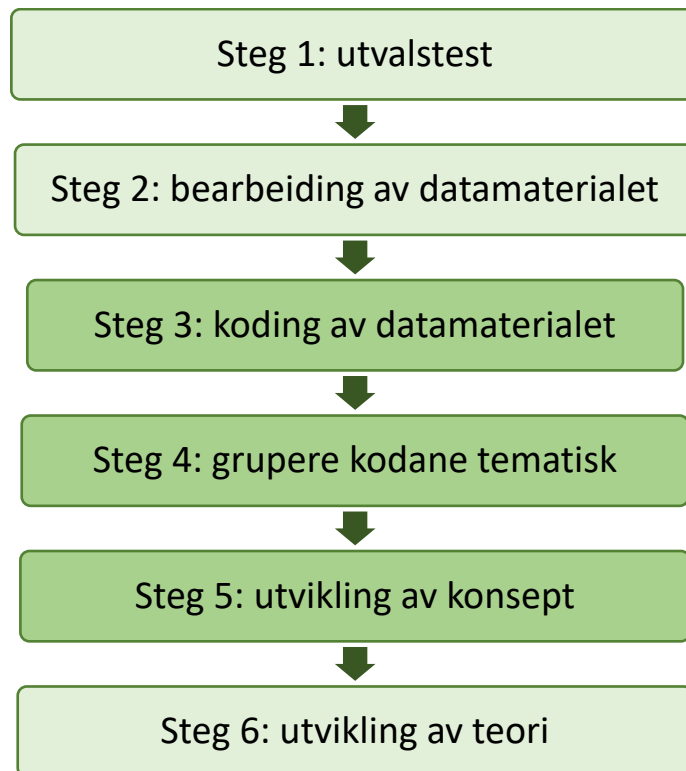 Steg 1: utvalstest
Steg 2: bearbeiding av datamaterialet
Steg 3: koding av datamaterialet
Steg 4: grupere kodane tematisk
Steg 5: utvikling av konsept
Steg 6: utvikling av teori